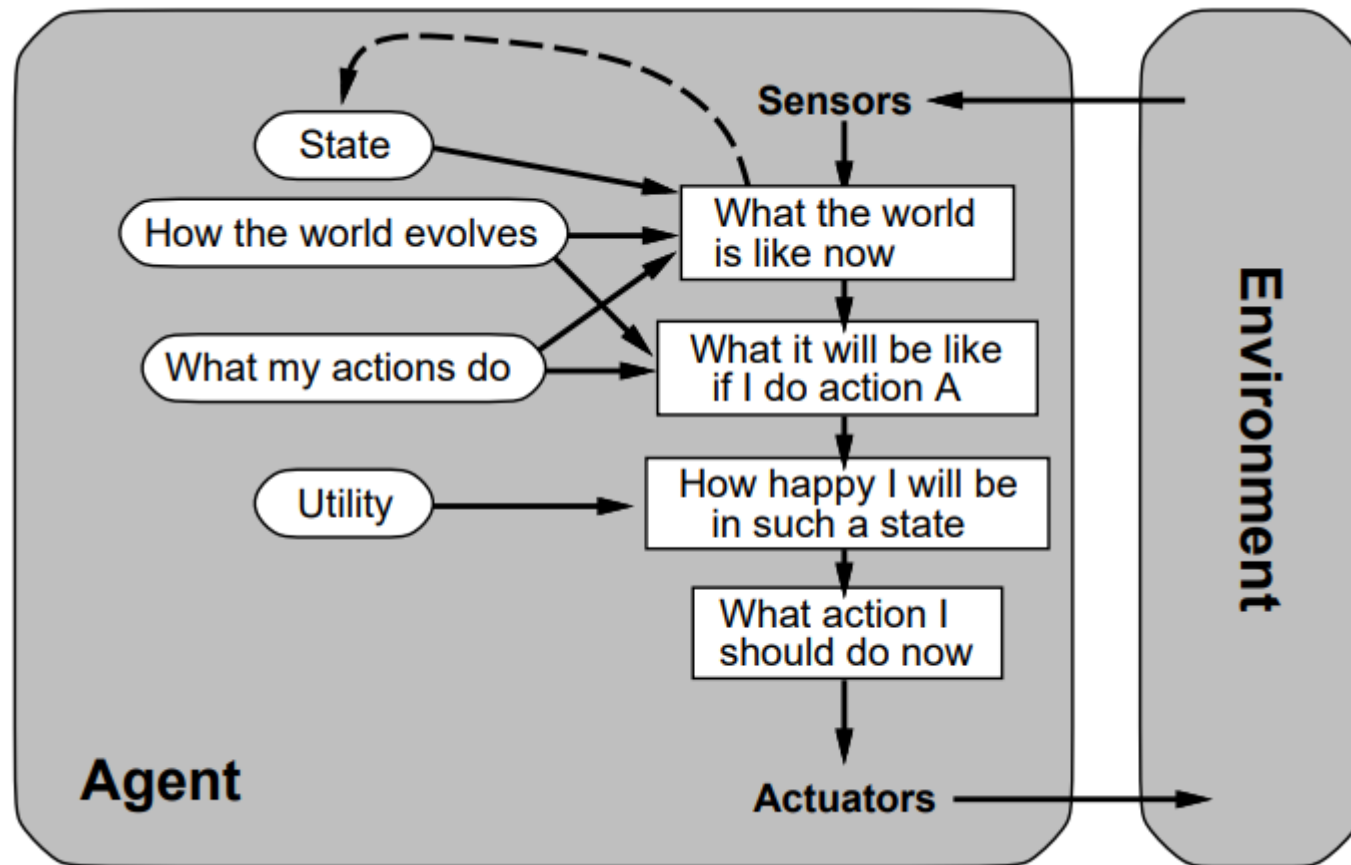 Sensors
State
What the world
is like now
How the world evolves
What my actions do
What it will be like
if I do action A
Utility
How happy I will be
in such a state
What action I
should do now
Agent
Actuators
Environment